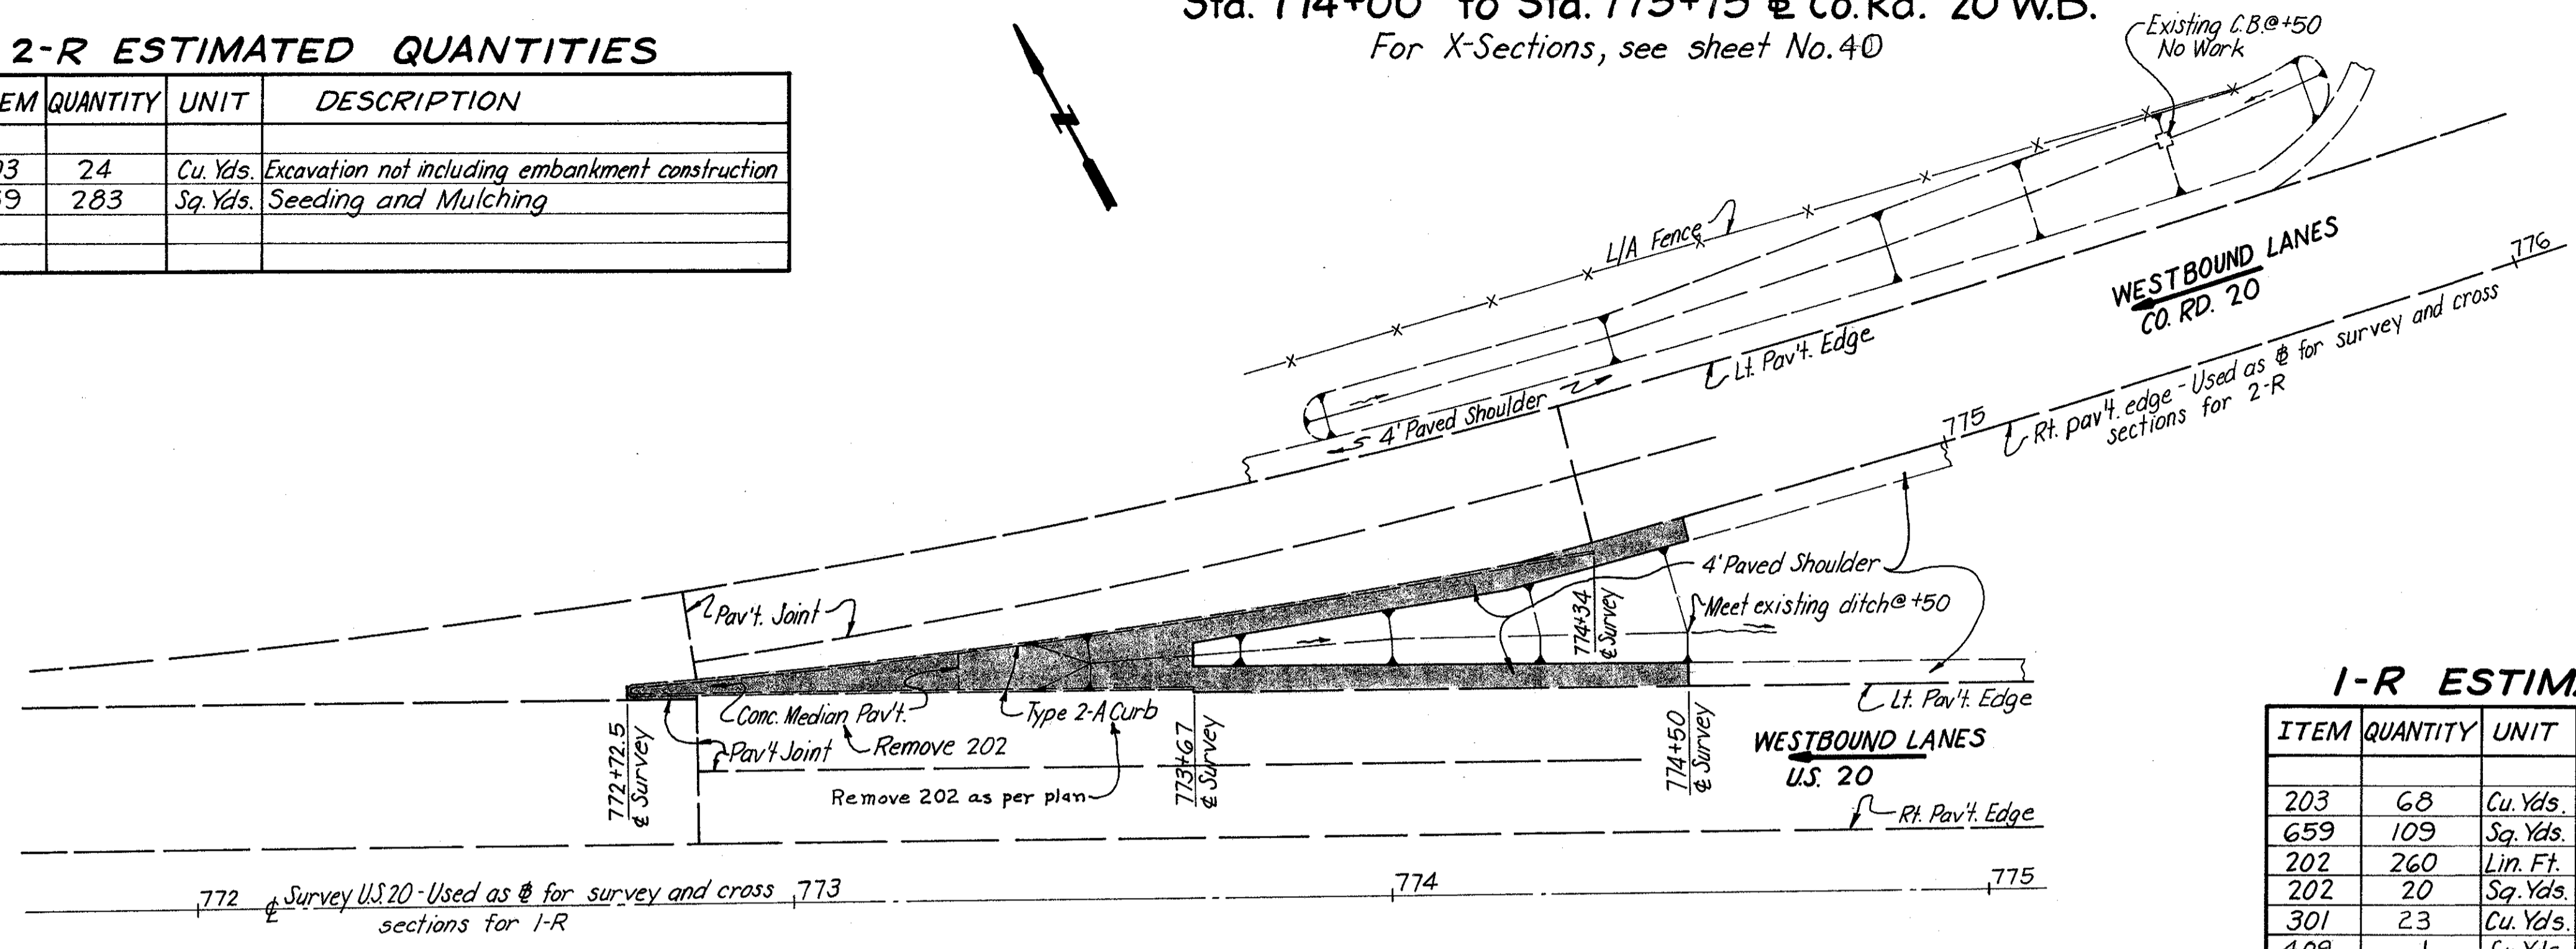 Sta. 774+00 to Sta. 775+75 ℄ Co. Rd. 20 W.B.
For X-Sections, see sheet No. 40
2-R ESTIMATED QUANTITIES
EM QUANTITY UNIT DESCRIPTION
03 24 Cu. Yds. Excavation not including embankment construction
59 283 Sq. Yds. Seeding and Mulching
Existing C.B.@+50
No Work
L/A Fence
WESTBOUND LANES
CO. RD. 20
776
Lt. Pav't. Edge
4' Paved Shoulder
775
Rt. pav't. edge - Used as ⅊ for survey and cross
sections for 2-R
Pav't. Joint
4' Paved Shoulder
774+34
℄ Survey
Meet existing ditch@ +50
Conc. Median Pav't.
Type 2-A Curb
Lt. Pav't. Edge
772+72.5
℄ Survey
Pav't Joint
Remove 202
773+67
℄ Survey
774+50
℄ Survey
WESTBOUND LANES
U.S. 20
Remove 202 as per plan
Rt. Pav't. Edge
772 ℄ Survey U.S. 20 - Used as ⅊ for survey and cross 773 774 775
sections for 1-R
1-R ESTIM
ITEM QUANTITY UNIT
203 68 Cu. Yds.
659 109 Sq. Yds.
202 260 Lin. Ft.
202 20 Sq. Yds.
301 23 Cu. Yds.